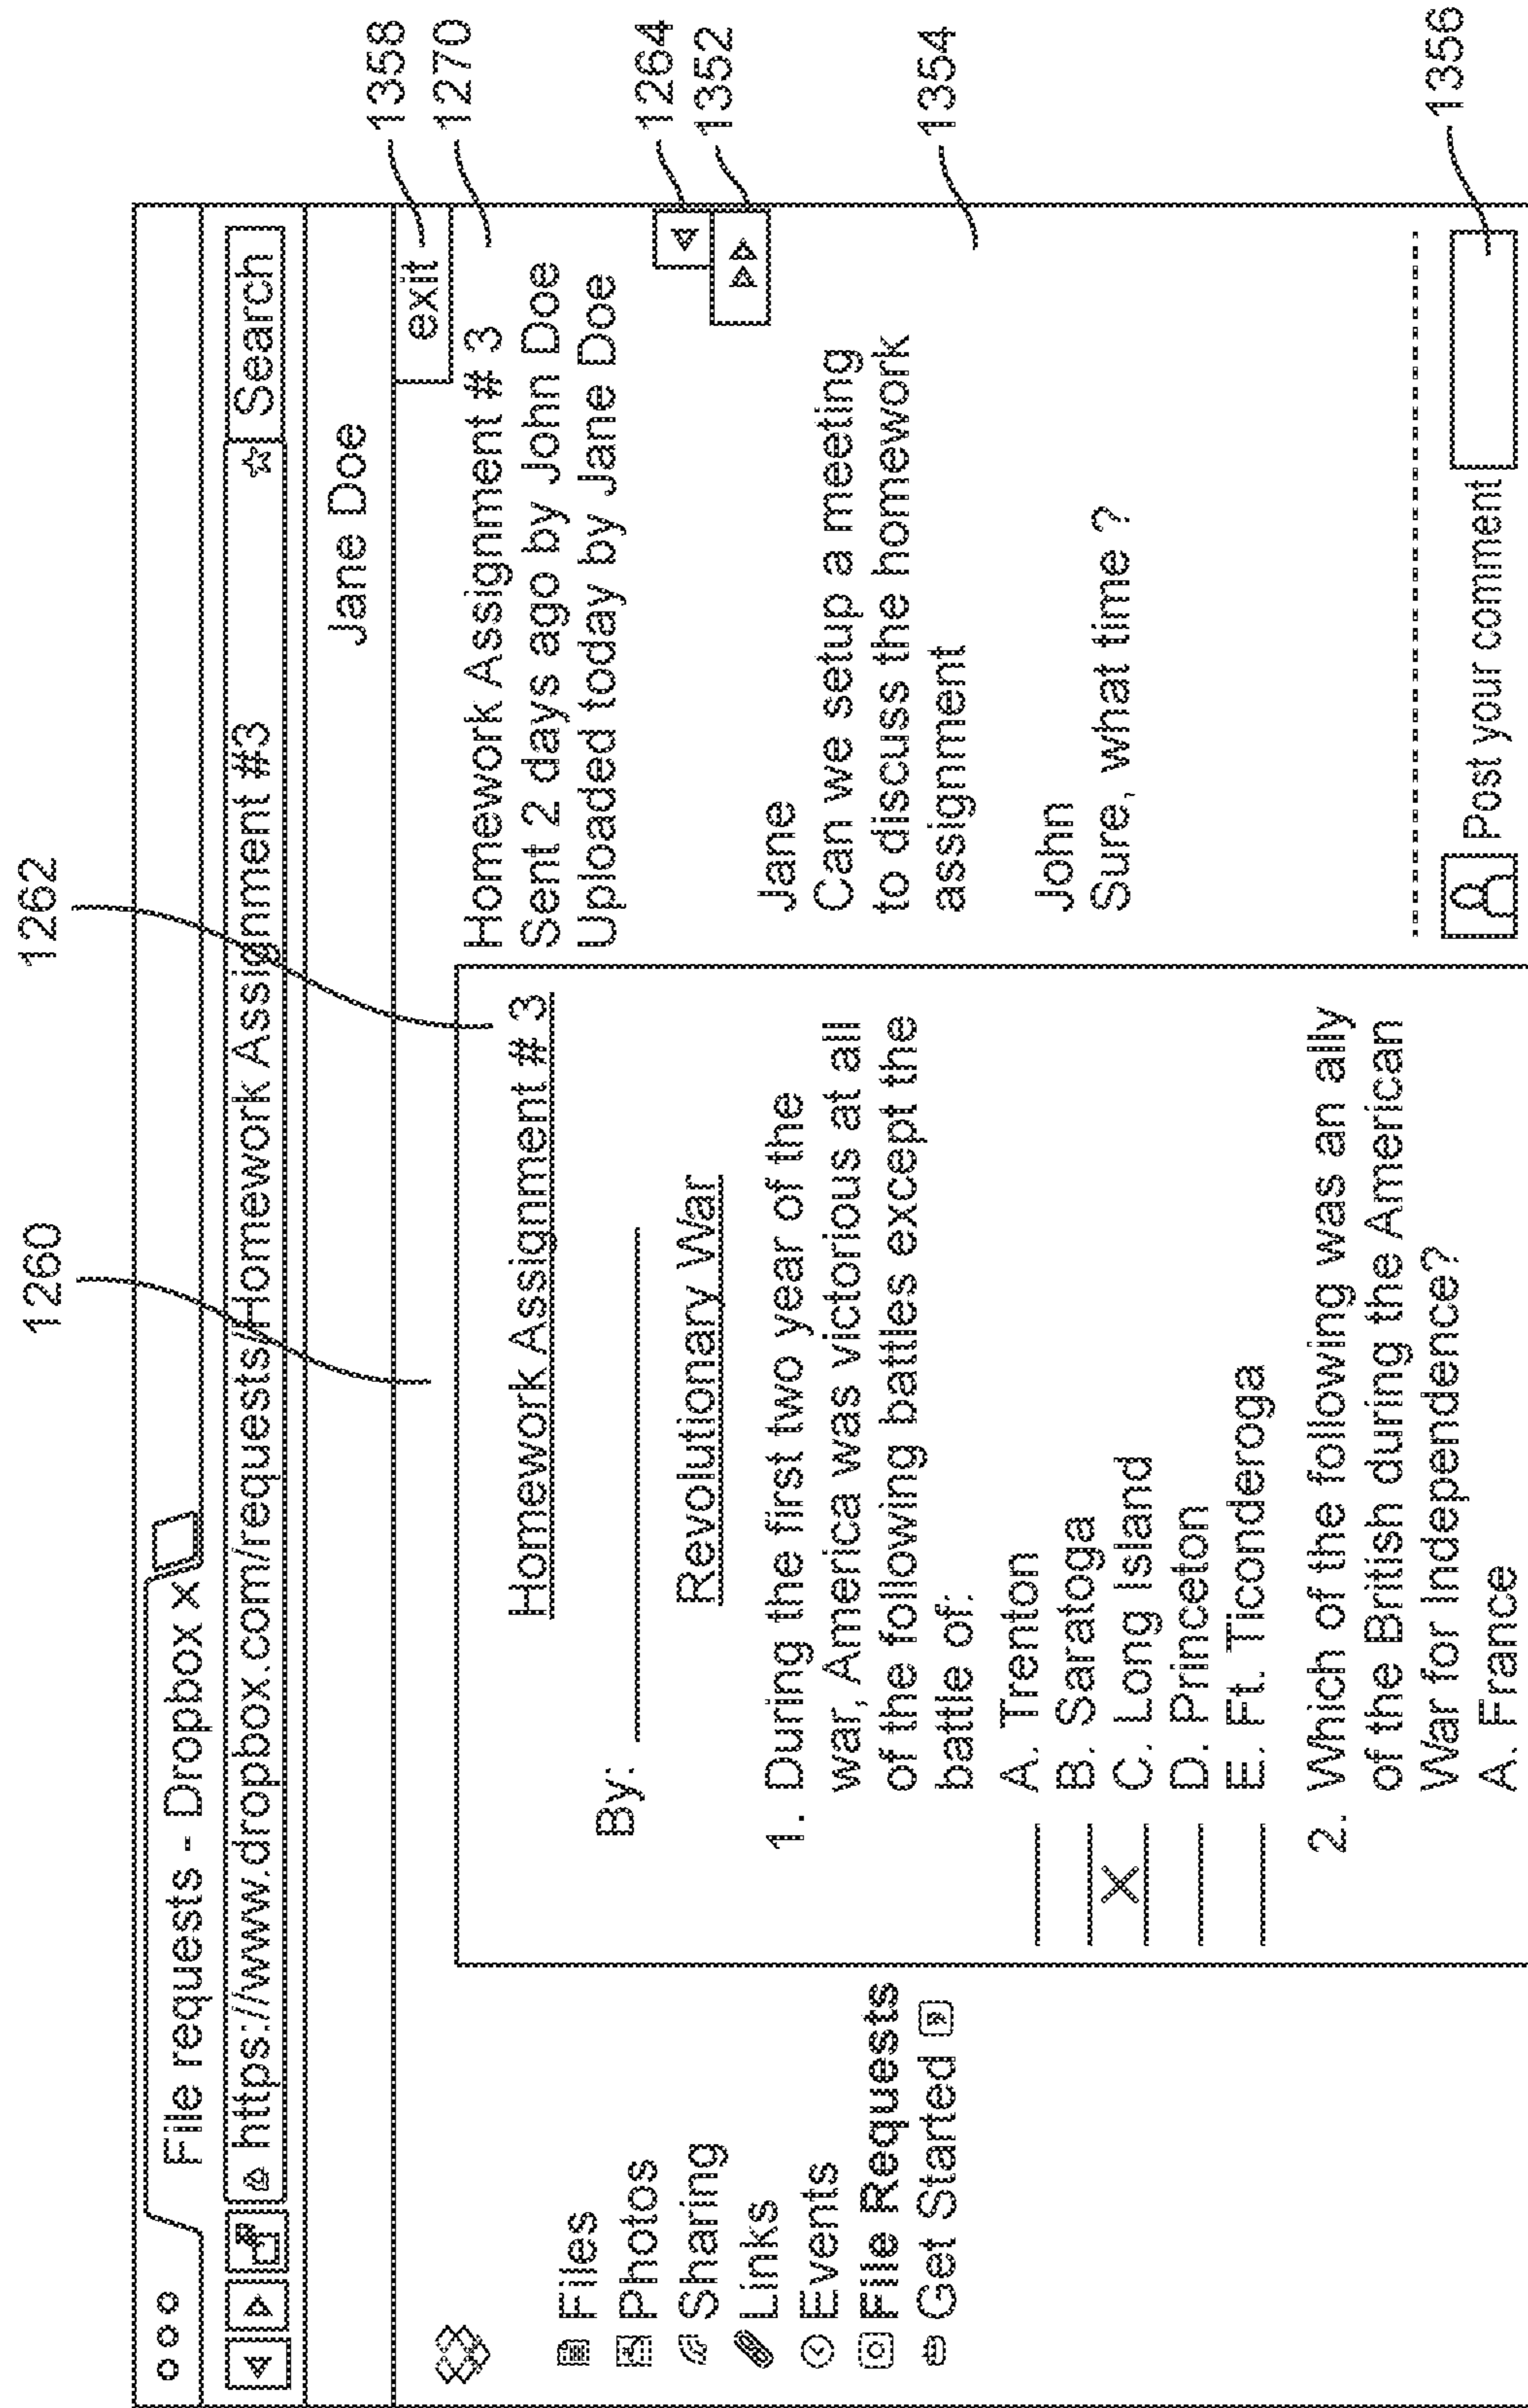 1260
1262
File requests - Dropbox x
https://www.dropbox.com/requests/Homework Assignment #3
Search
Jane Doe
exit
1358
1270
1264
1352
1354
1356
Files
Photos
Sharing
Links
Events
File Requests
Get Started
Homework Assignment # 3
By:
Revolutionary War
1. During the first two year of the
war, America was victorious at all
of the following battles except the
battle of:
A. Trenton
B. Saratoga
X C. Long Island
D. Princeton
E. Ft. Ticonderoga
2. Which of the following was an ally
of the British during the American
War for Independence?
A. France
Homework Assignment # 3
Sent 2 days ago by John Doe
Uploaded today by Jane Doe
Jane
Can we setup a meeting
to discuss the homework
assignment
John
Sure, what time ?
Post your comment